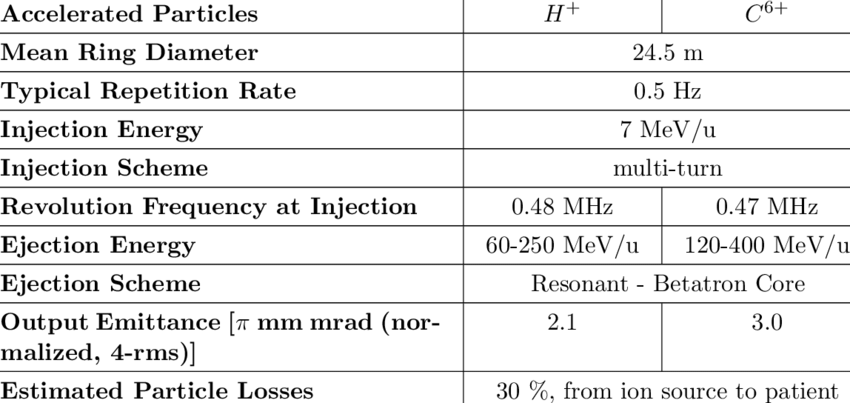 Accelerated Particles H⁺ C⁶⁺
Mean Ring Diameter 24.5 m
Typical Repetition Rate 0.5 Hz
Injection Energy 7 MeV/u
Injection Scheme multi-turn
Revolution Frequency at Injection 0.48 MHz 0.47 MHz
Ejection Energy 60-250 MeV/u 120-400 MeV/u
Ejection Scheme Resonant - Betatron Core
Output Emittance [π mm mrad (nor- 2.1 3.0
malized, 4-rms)]
Estimated Particle Losses 30 %, from ion source to patient